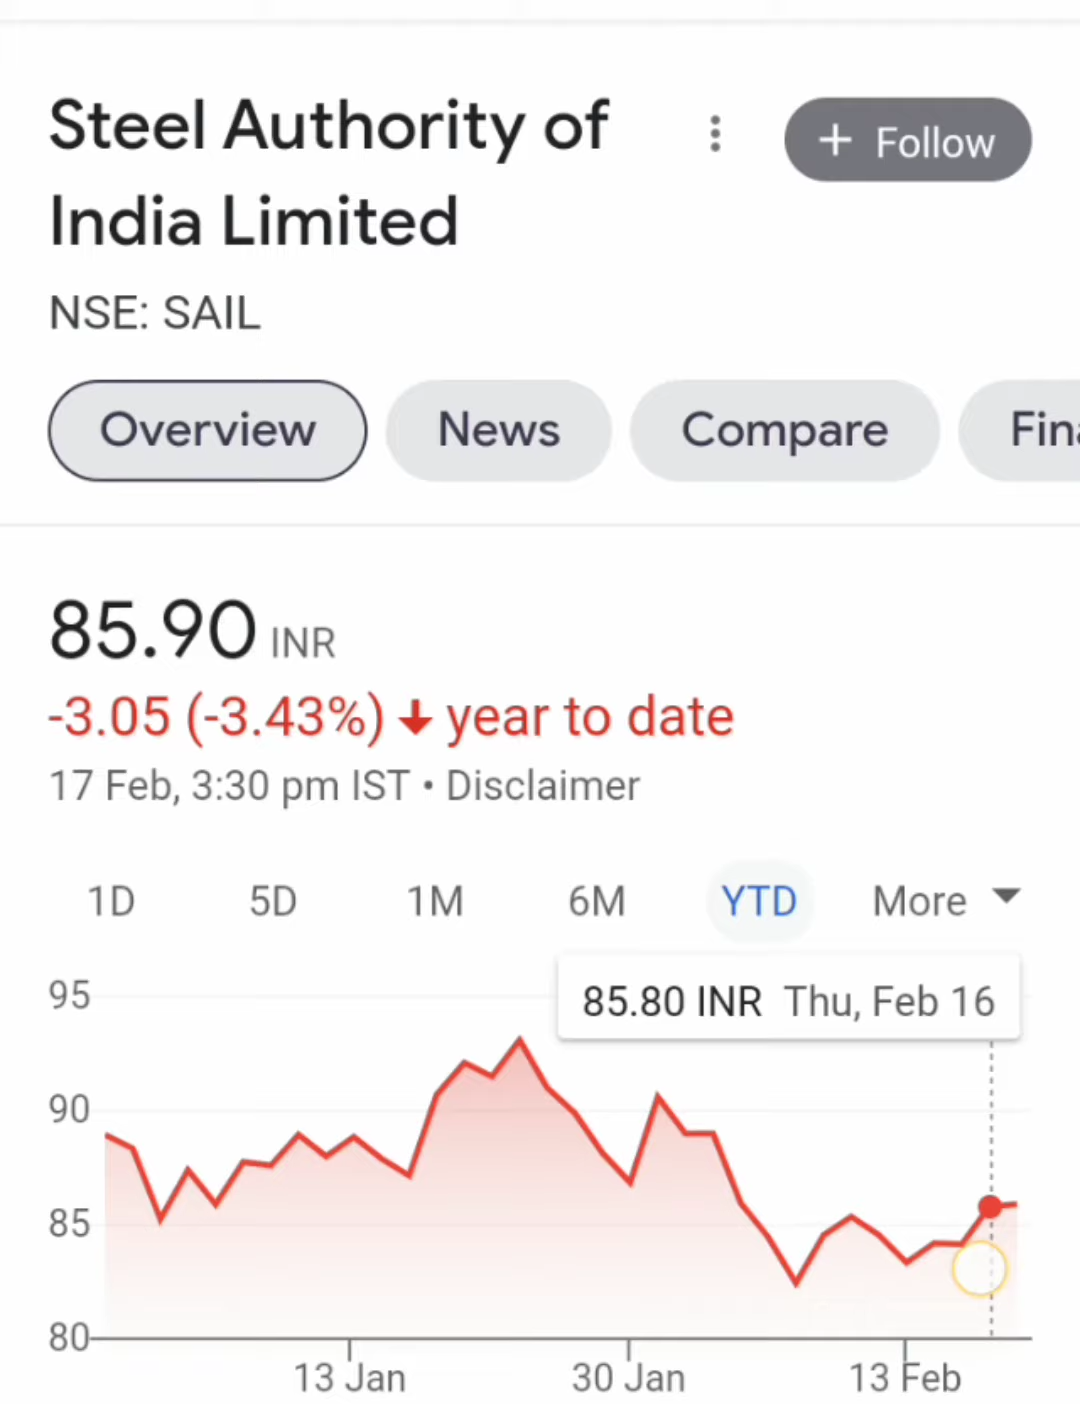 Steel Authority of
India Limited
+ Follow
NSE: SAIL
Overview News Compare Fina
85.90 INR
-3.05 (-3.43%) ↓ year to date
17 Feb, 3:30 pm IST • Disclaimer
1D 5D 1M 6M YTD More
85.80 INR Thu, Feb 16
95
90
85
80
13 Jan 30 Jan 13 Feb